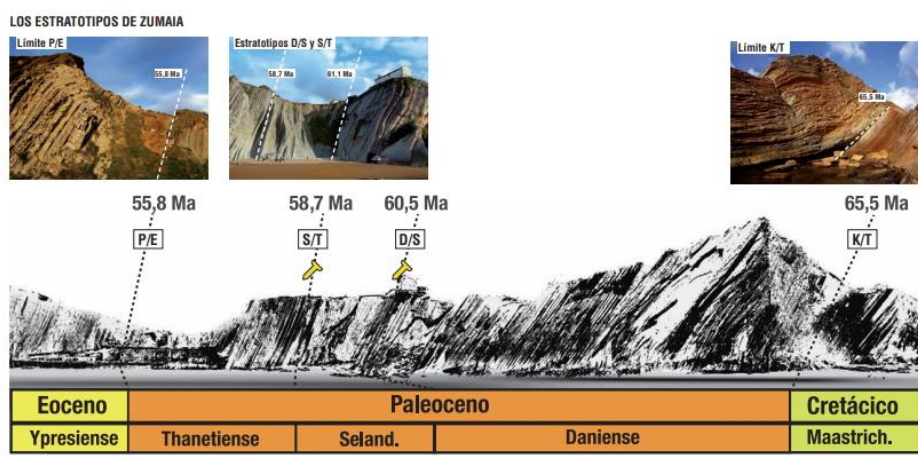 LOS ESTRATOTIPOS DE ZUMAIA
Límite P/E
55,8 Ma
Estratotipos D/S y S/T
58,7 Ma
61,1 Ma
Límite K/T
65,5 Ma
55,8 Ma
58,7 Ma
60,5 Ma
65,5 Ma
P/E
S/T
D/S
K/T
Eoceno
Paleoceno
Cretácico
Ypresiense
Thanetiense
Seland.
Daniense
Maastrich.